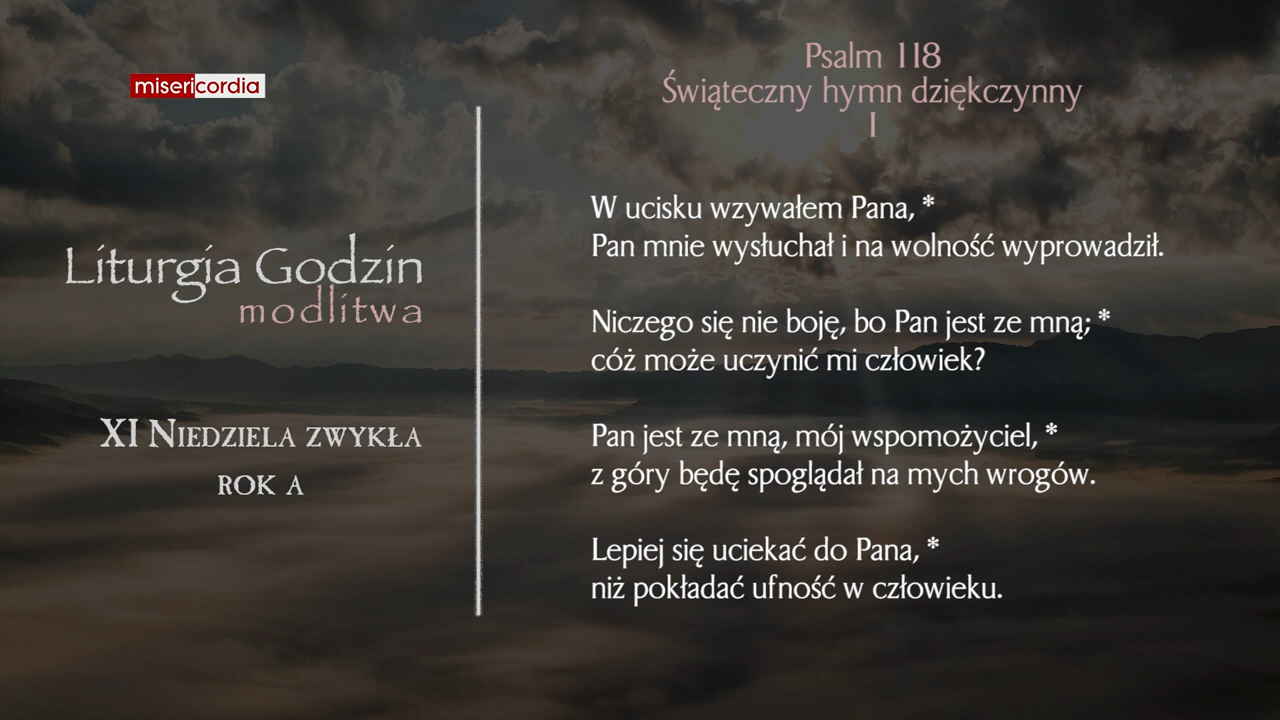 misericordia
Liturgia Godzin
modlitwa
XI Niedziela zwykła
rok A
Psalm 118
Świąteczny hymn dziękczynny
I
W ucisku wzywałem Pana, *
Pan mnie wysłuchał i na wolność wyprowadził.
Niczego się nie boję, bo Pan jest ze mną; *
cóż może uczynić mi człowiek?
Pan jest ze mną, mój wspomożyciel, *
z góry będę spoglądał na mych wrogów.
Lepiej się uciekać do Pana, *
niż pokładać ufność w człowieku.